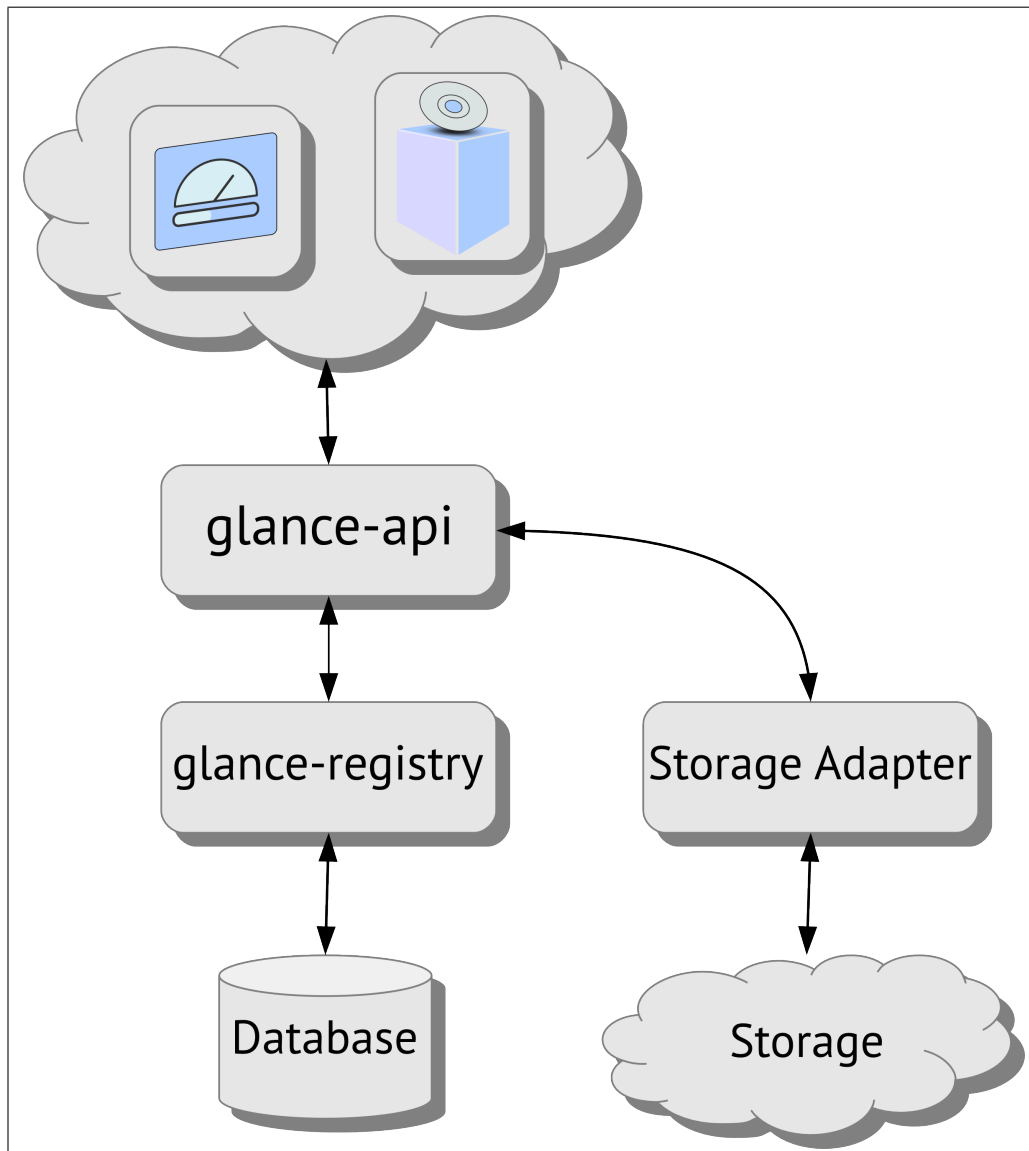 glance-api
glance-registry
Storage Adapter
Database
Storage